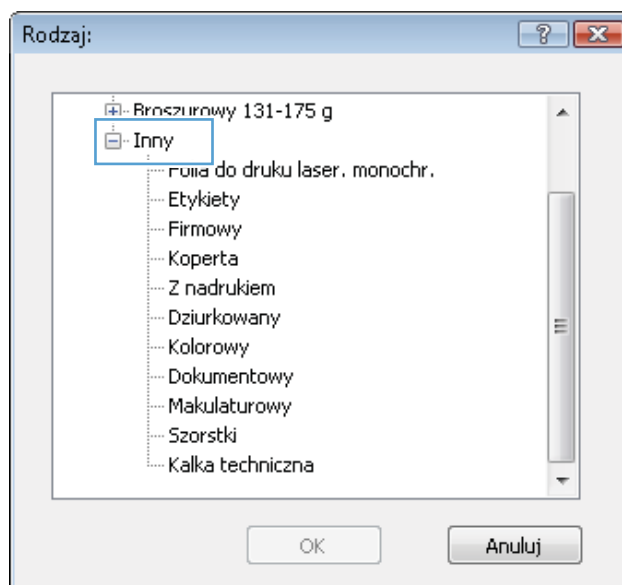 Rodzaj:
Broszurowy 131-175 g
Inny
Folia do druku laser. monochr.
Etykiety
Firmowy
Koperta
Z nadrukiem
Dziurkowany
Kolorowy
Dokumentowy
Makulaturowy
Szorstki
Kalka techniczna
OK
Anuluj